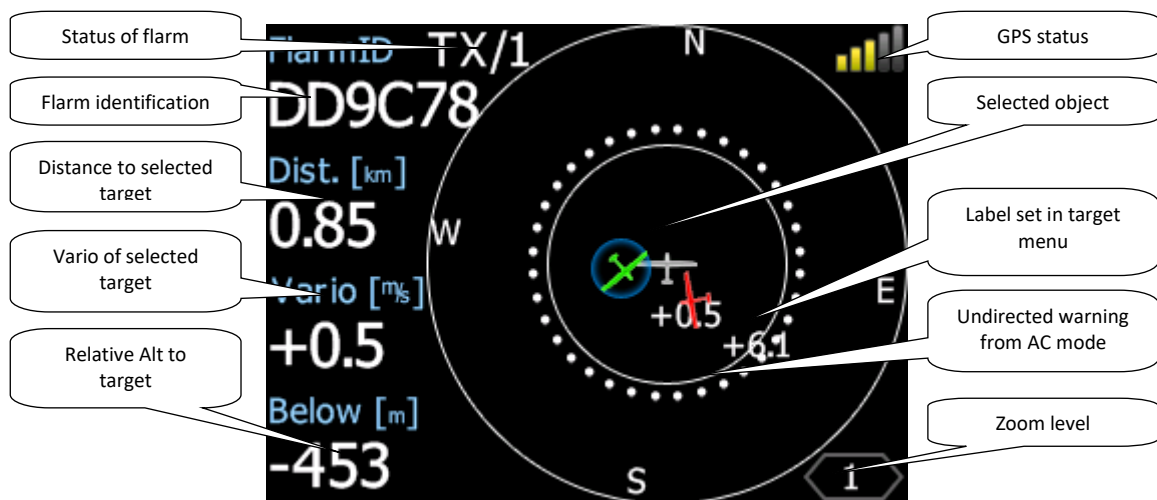 Status of flarm
Flarm identification
Distance to selected
target
Vario of selected
target
Relative Alt to
target
FlarmID TX/1
DD9C78
Dist. [km]
0.85
Vario [m/s]
+0.5
Below [m]
-453
N
W
E
S
+0.5
+6.1
1
GPS status
Selected object
Label set in target
menu
Undirected warning
from AC mode
Zoom level